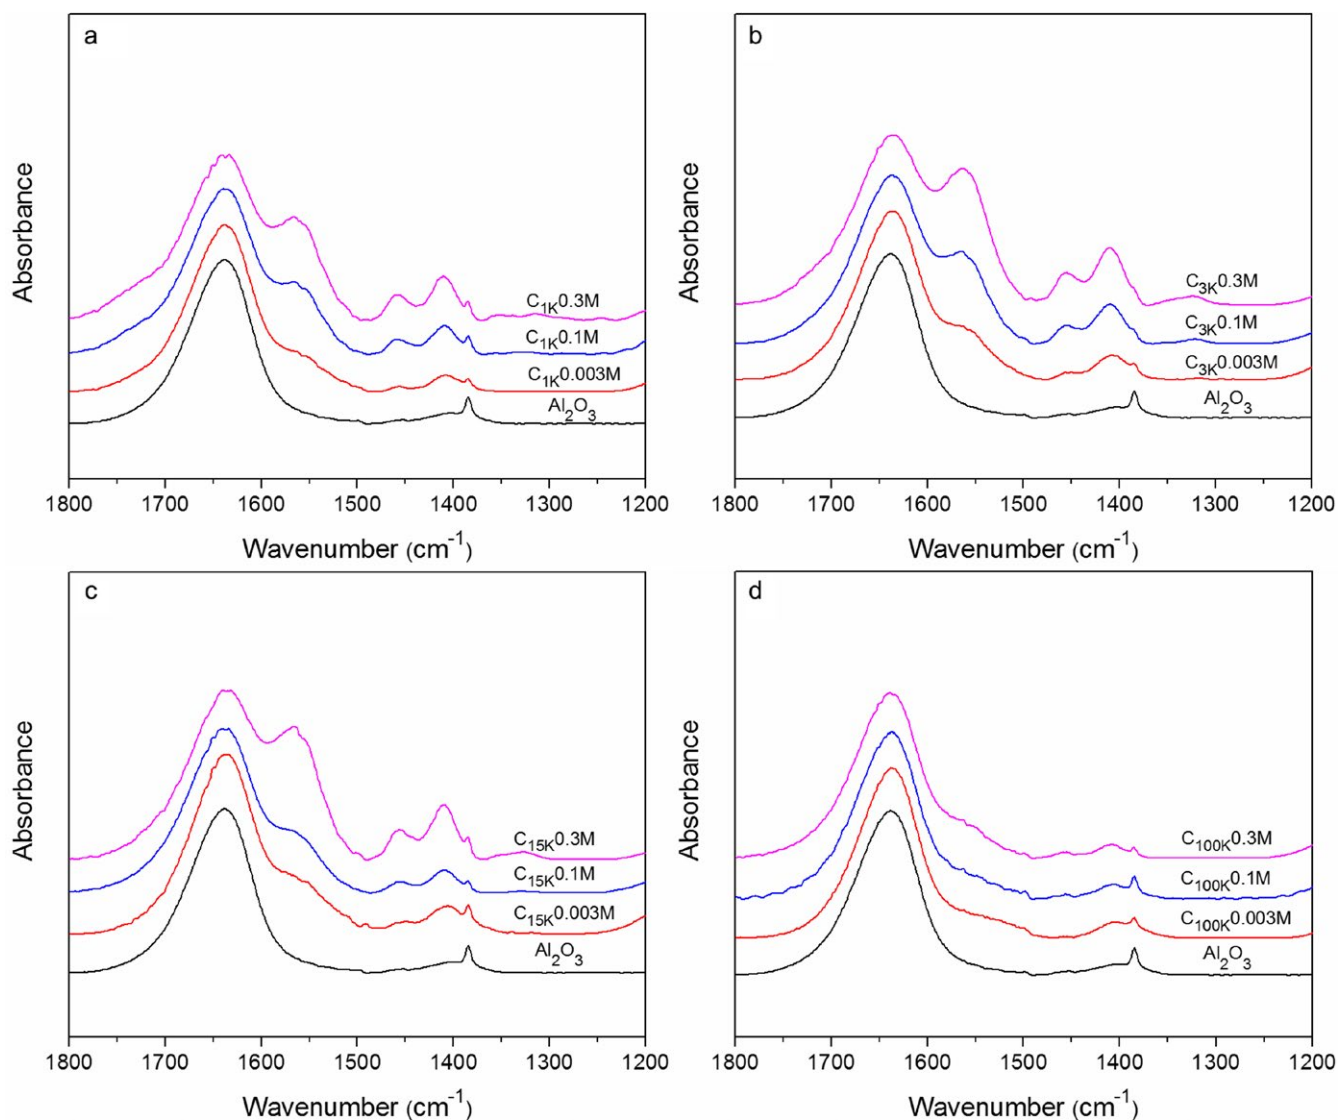 a
Absorbance
C1K0.3M
C1K0.1M
C1K0.003M
Al2O3
1800 1700 1600 1500 1400 1300 1200
Wavenumber (cm-1)
b
Absorbance
C3K0.3M
C3K0.1M
C3K0.003M
Al2O3
1800 1700 1600 1500 1400 1300 1200
Wavenumber (cm-1)
c
Absorbance
C15K0.3M
C15K0.1M
C15K0.003M
Al2O3
1800 1700 1600 1500 1400 1300 1200
Wavenumber (cm-1)
d
Absorbance
C100K0.3M
C100K0.1M
C100K0.003M
Al2O3
1800 1700 1600 1500 1400 1300 1200
Wavenumber (cm-1)